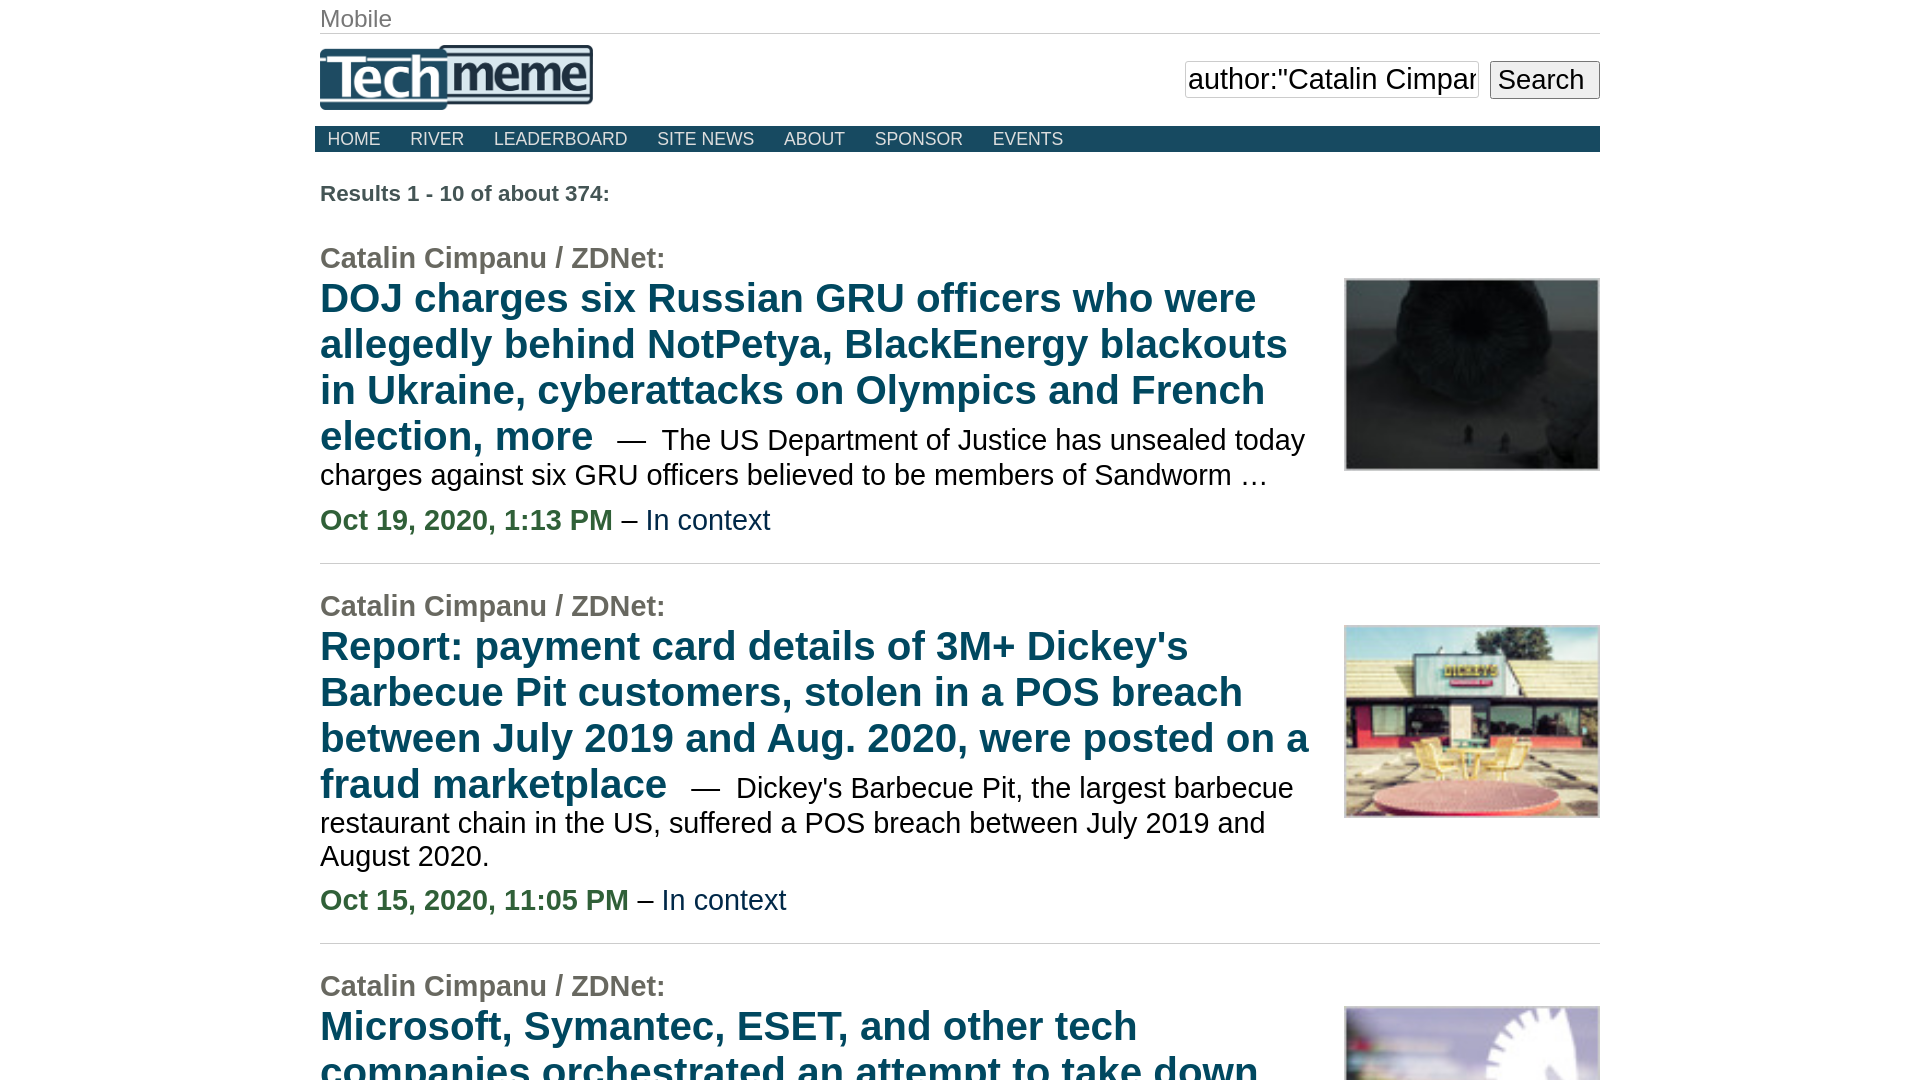 Mobile
Techmeme
author:"Catalin Cimpan
Search
HOME RIVER LEADERBOARD SITE NEWS ABOUT SPONSOR EVENTS
Results 1 - 10 of about 374:
Catalin Cimpanu / ZDNet:
DOJ charges six Russian GRU officers who were
allegedly behind NotPetya, BlackEnergy blackouts
in Ukraine, cyberattacks on Olympics and French
election, more — The US Department of Justice has unsealed today
charges against six GRU officers believed to be members of Sandworm …
Oct 19, 2020, 1:13 PM – In context
Catalin Cimpanu / ZDNet:
Report: payment card details of 3M+ Dickey's
Barbecue Pit customers, stolen in a POS breach
between July 2019 and Aug. 2020, were posted on a
fraud marketplace — Dickey's Barbecue Pit, the largest barbecue
restaurant chain in the US, suffered a POS breach between July 2019 and
August 2020.
DICKEY'S
Oct 15, 2020, 11:05 PM – In context
Catalin Cimpanu / ZDNet:
Microsoft, Symantec, ESET, and other tech
companies orchestrated an attempt to take down